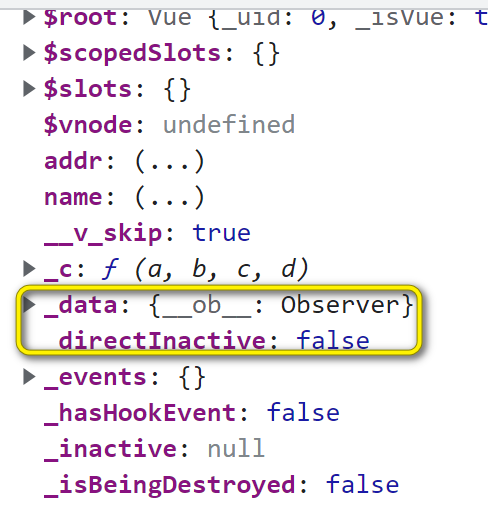 $root: Vue {_uid: 0, _isVue: t
$scopedSlots: {}
$slots: {}
$vnode: undefined
addr: (...)
name: (...)
__v_skip: true
_c: ƒ (a, b, c, d)
_data: {__ob__: Observer}
_directInactive: false
_events: {}
_hasHookEvent: false
_inactive: null
_isBeingDestroyed: false